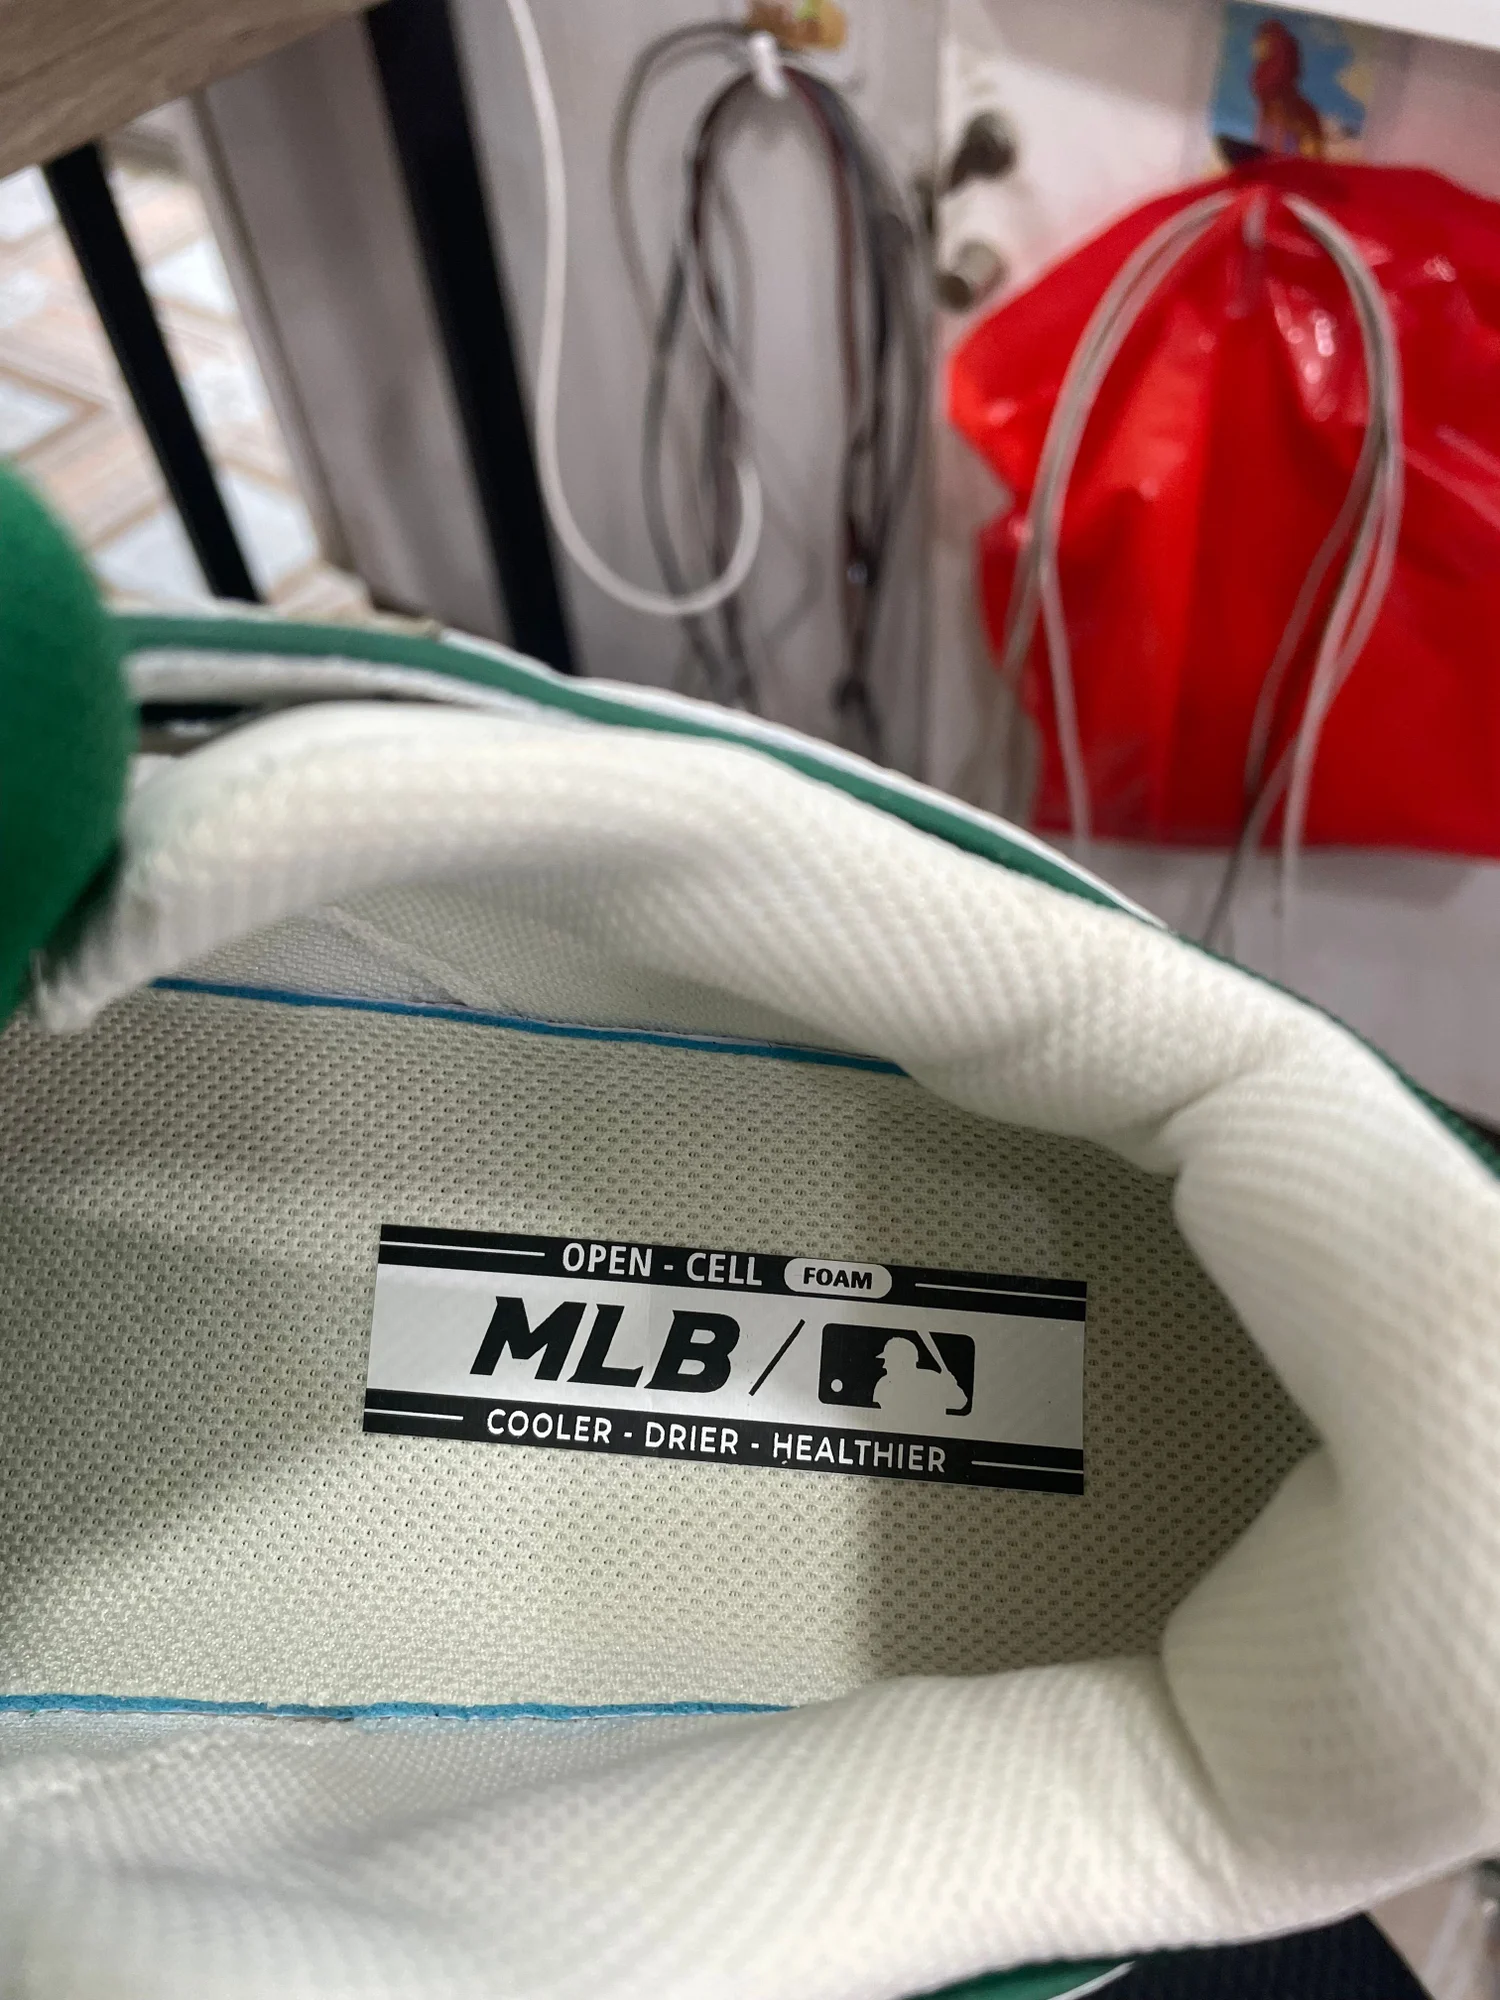 OPEN - CELL FOAM
MLB /
COOLER - DRIER - HEALTHIER